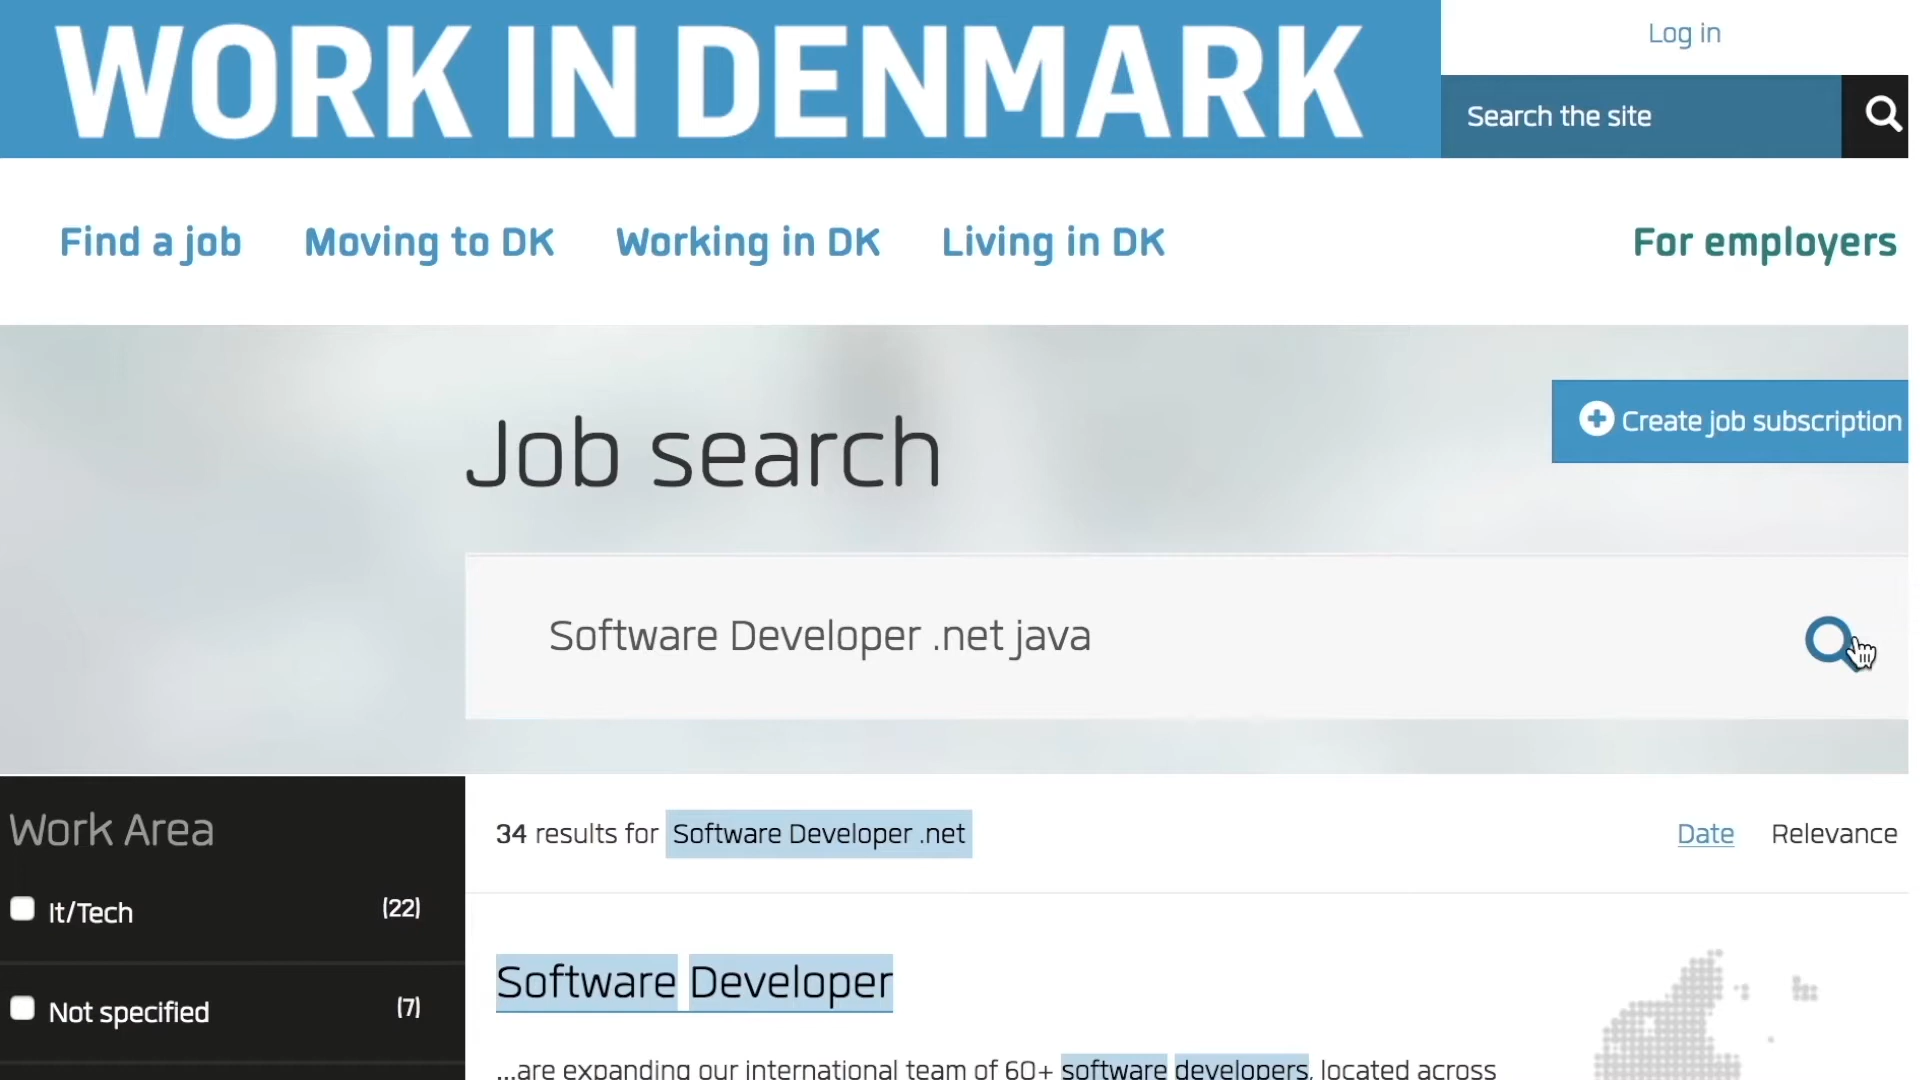 WORK IN DENMARK
Log in
Search the site
Find a job
Moving to DK
Working in DK
Living in DK
For employers
Job search
Create job subscription
Software Developer .net java
Work Area
34 results for Software Developer .net
Date
Relevance
It/Tech (22)
Software Developer
Not specified (7)
...are expanding our international team of 60+ software developers, located across